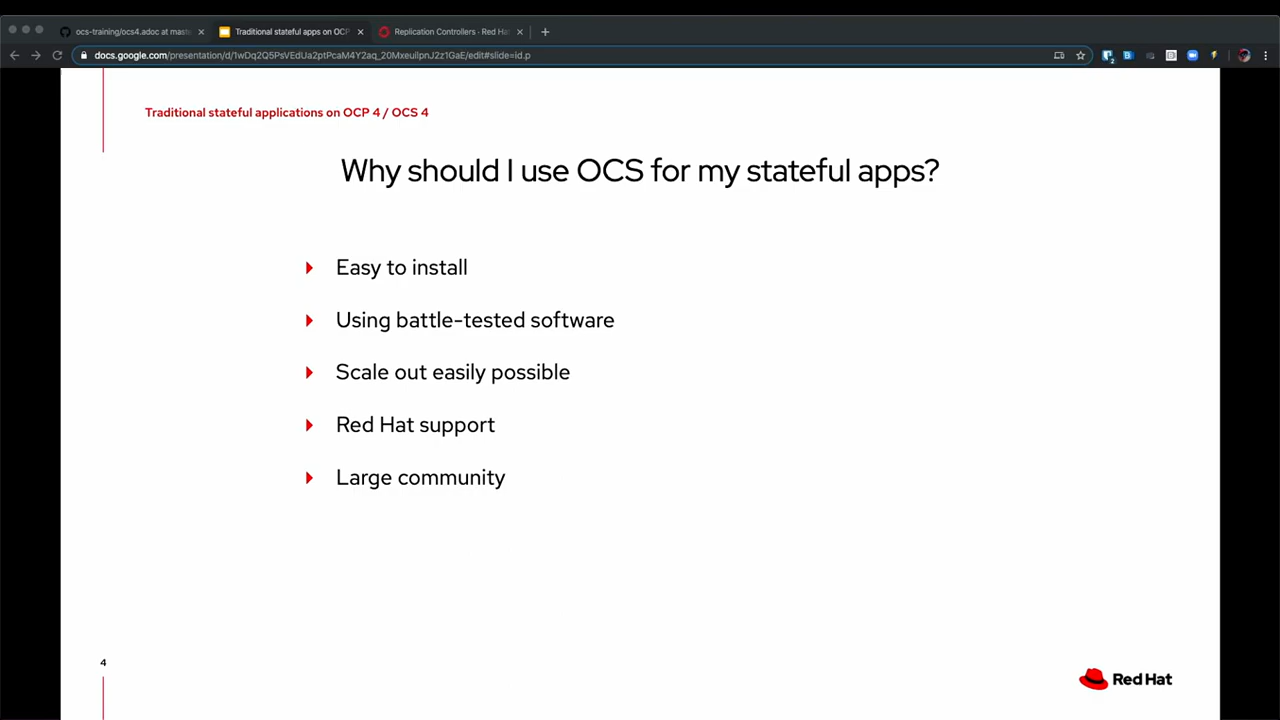 ocs-training/ocs4.adoc at mast
Traditional stateful apps on OCP
Replication Controllers - Red Ha
docs.google.com/presentation/d/1wDq2Q5PsVEdUa2ptPcaM4Y2aq_20MxeuilpnJ2z1GaE/edit#slide=id.p
Traditional stateful applications on OCP 4 / OCS 4
Why should I use OCS for my stateful apps?
Easy to install
Using battle-tested software
Scale out easily possible
Red Hat support
Large community
4
Red Hat